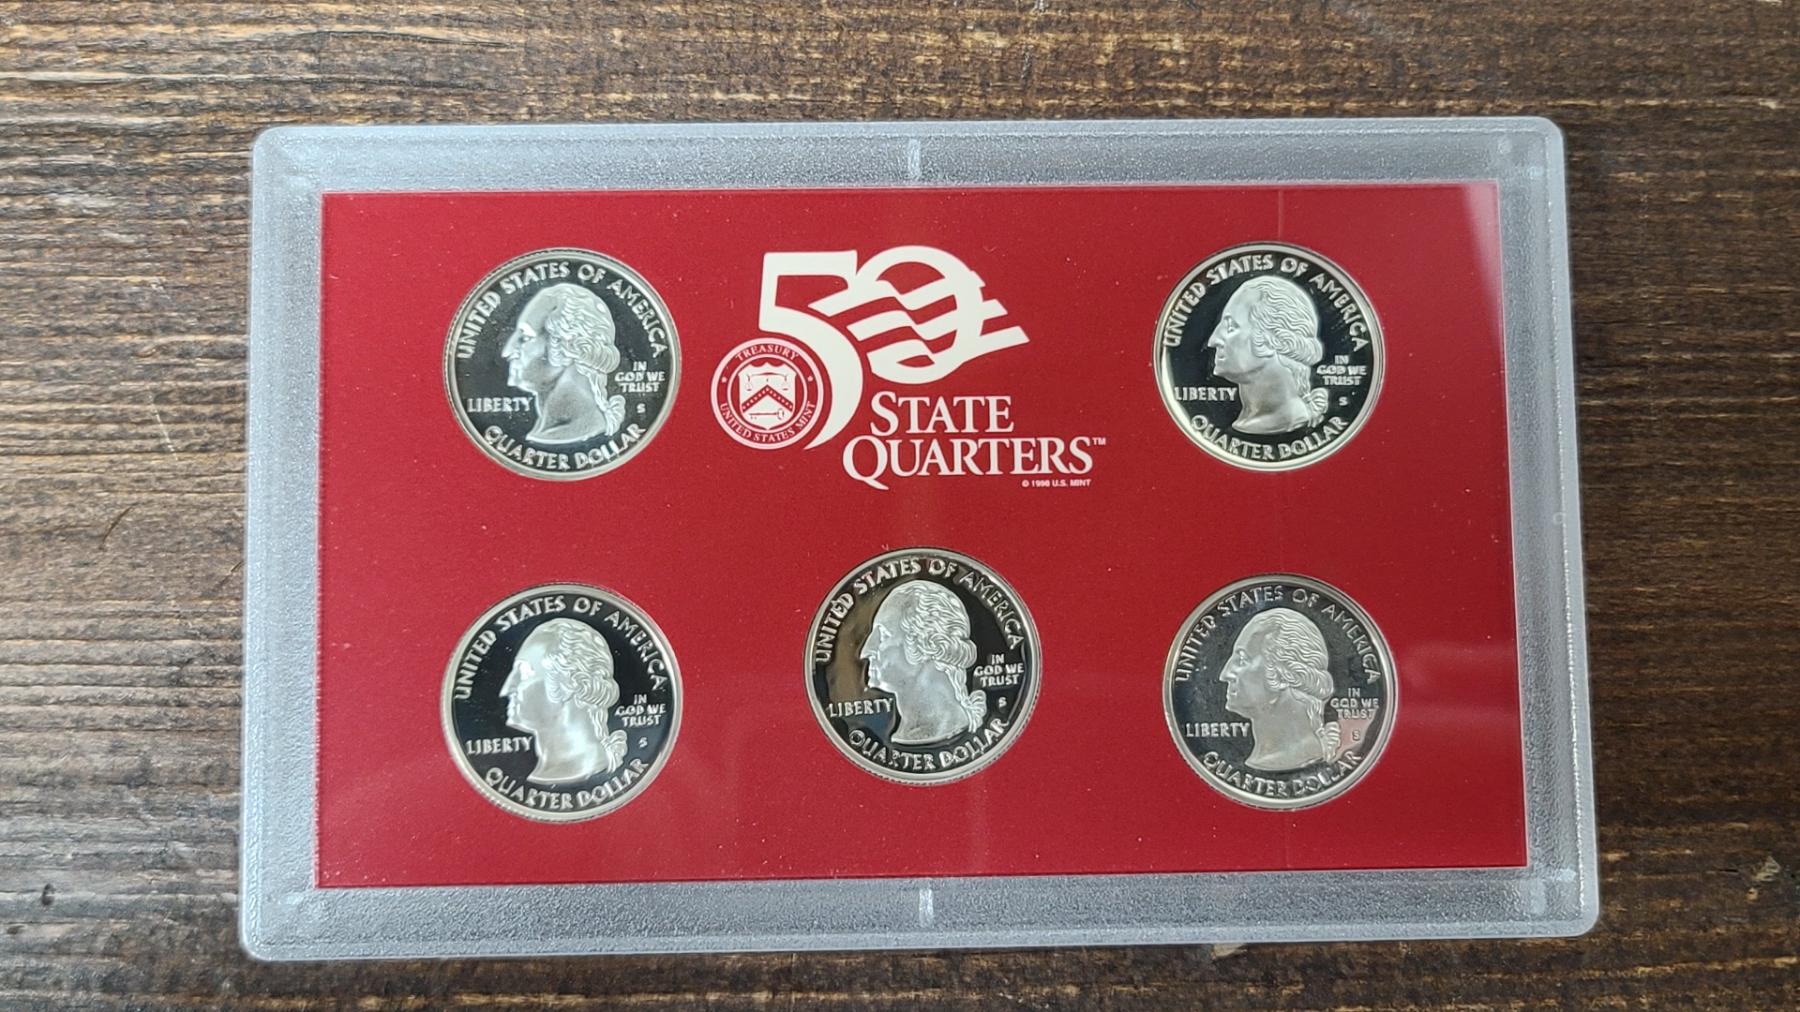 UNITED STATES OF AMERICA
IN
GOD WE
TRUST
LIBERTY
S
QUARTER DOLLAR
50
TREASURY
UNITED STATES MINT
STATE
QUARTERS™
© 1998 U.S. MINT
UNITED STATES OF AMERICA
IN
GOD WE
TRUST
LIBERTY
S
QUARTER DOLLAR
UNITED STATES OF AMERICA
IN
GOD WE
TRUST
LIBERTY
S
QUARTER DOLLAR
UNITED STATES OF AMERICA
IN
GOD WE
TRUST
LIBERTY
S
QUARTER DOLLAR
UNITED STATES OF AMERICA
IN
GOD WE
TRUST
LIBERTY
S
QUARTER DOLLAR